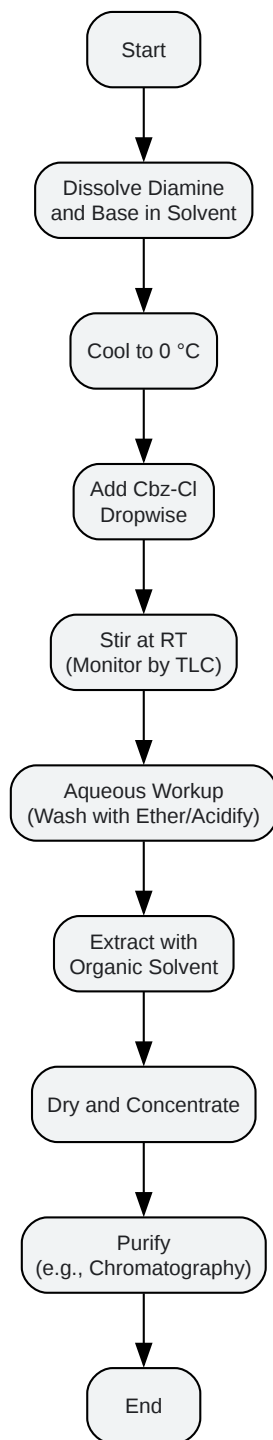 Start
Dissolve Diamine
and Base in Solvent
Cool to 0 °C
Add Cbz-Cl
Dropwise
Stir at RT
(Monitor by TLC)
Aqueous Workup
(Wash with Ether/Acidify)
Extract with
Organic Solvent
Dry and Concentrate
Purify
(e.g., Chromatography)
End